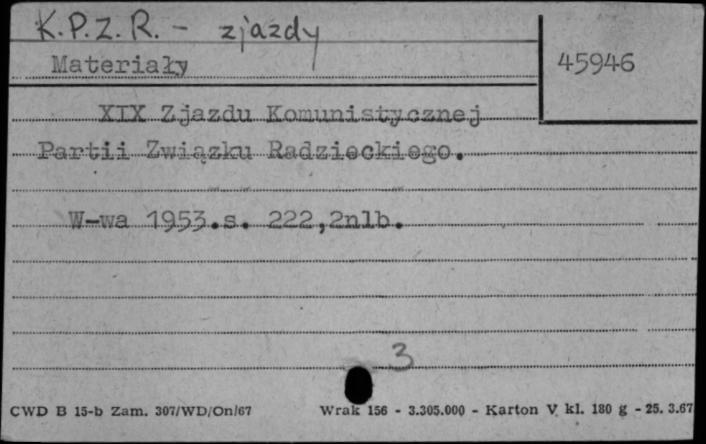 K.P.Z.R. - zjazdy
Materiały
45946
XIX Zjazdu Komunistycznej
Partii Związku Radzieckiego.
W-wa 1953.s. 222,2nlb.
3
CWD B 15-b Zam. 307/WD/On/67 Wrak 156 - 3.305.000 - Karton V kl. 180 g - 25. 3.67